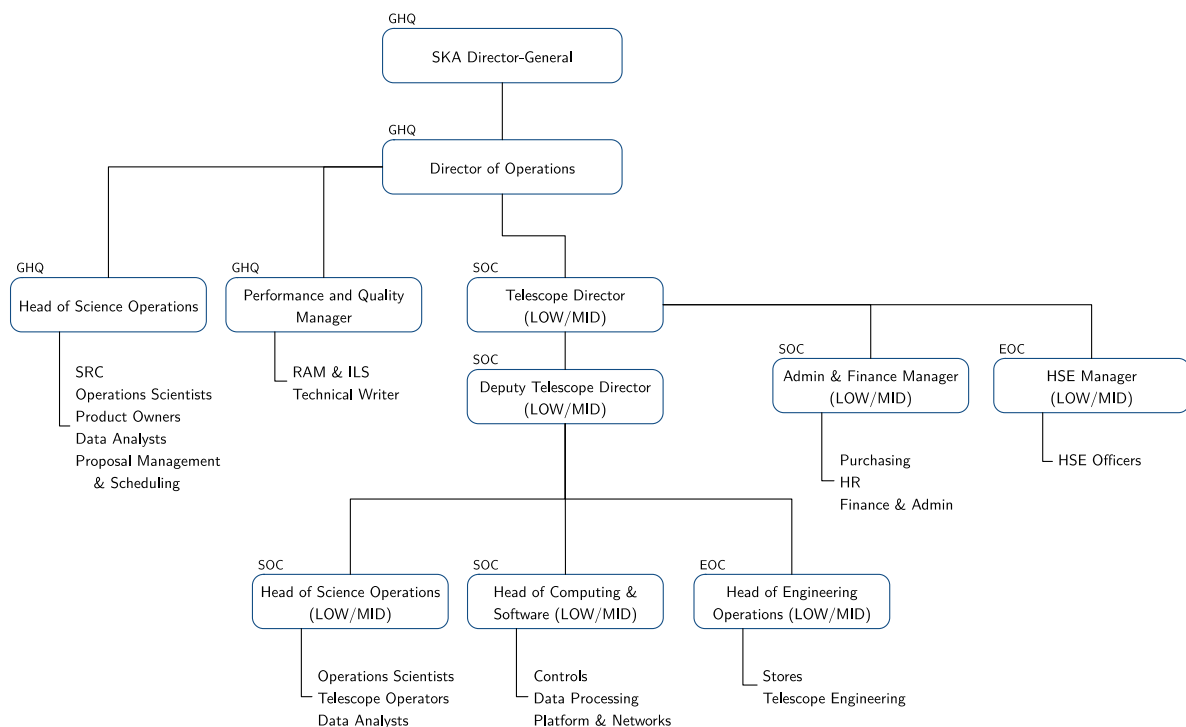 GHQ
SKA Director-General
GHQ
Director of Operations
GHQ
Head of Science Operations
SRC
Operations Scientists
Product Owners
Data Analysts
Proposal Management
& Scheduling
GHQ
Performance and Quality
Manager
RAM & ILS
Technical Writer
SOC
Telescope Director
(LOW/MID)
SOC
Deputy Telescope Director
(LOW/MID)
SOC
Admin & Finance Manager
(LOW/MID)
Purchasing
HR
Finance & Admin
EOC
HSE Manager
(LOW/MID)
HSE Officers
SOC
Head of Science Operations
(LOW/MID)
Operations Scientists
Telescope Operators
Data Analysts
SOC
Head of Computing &
Software (LOW/MID)
Controls
Data Processing
Platform & Networks
EOC
Head of Engineering
Operations (LOW/MID)
Stores
Telescope Engineering